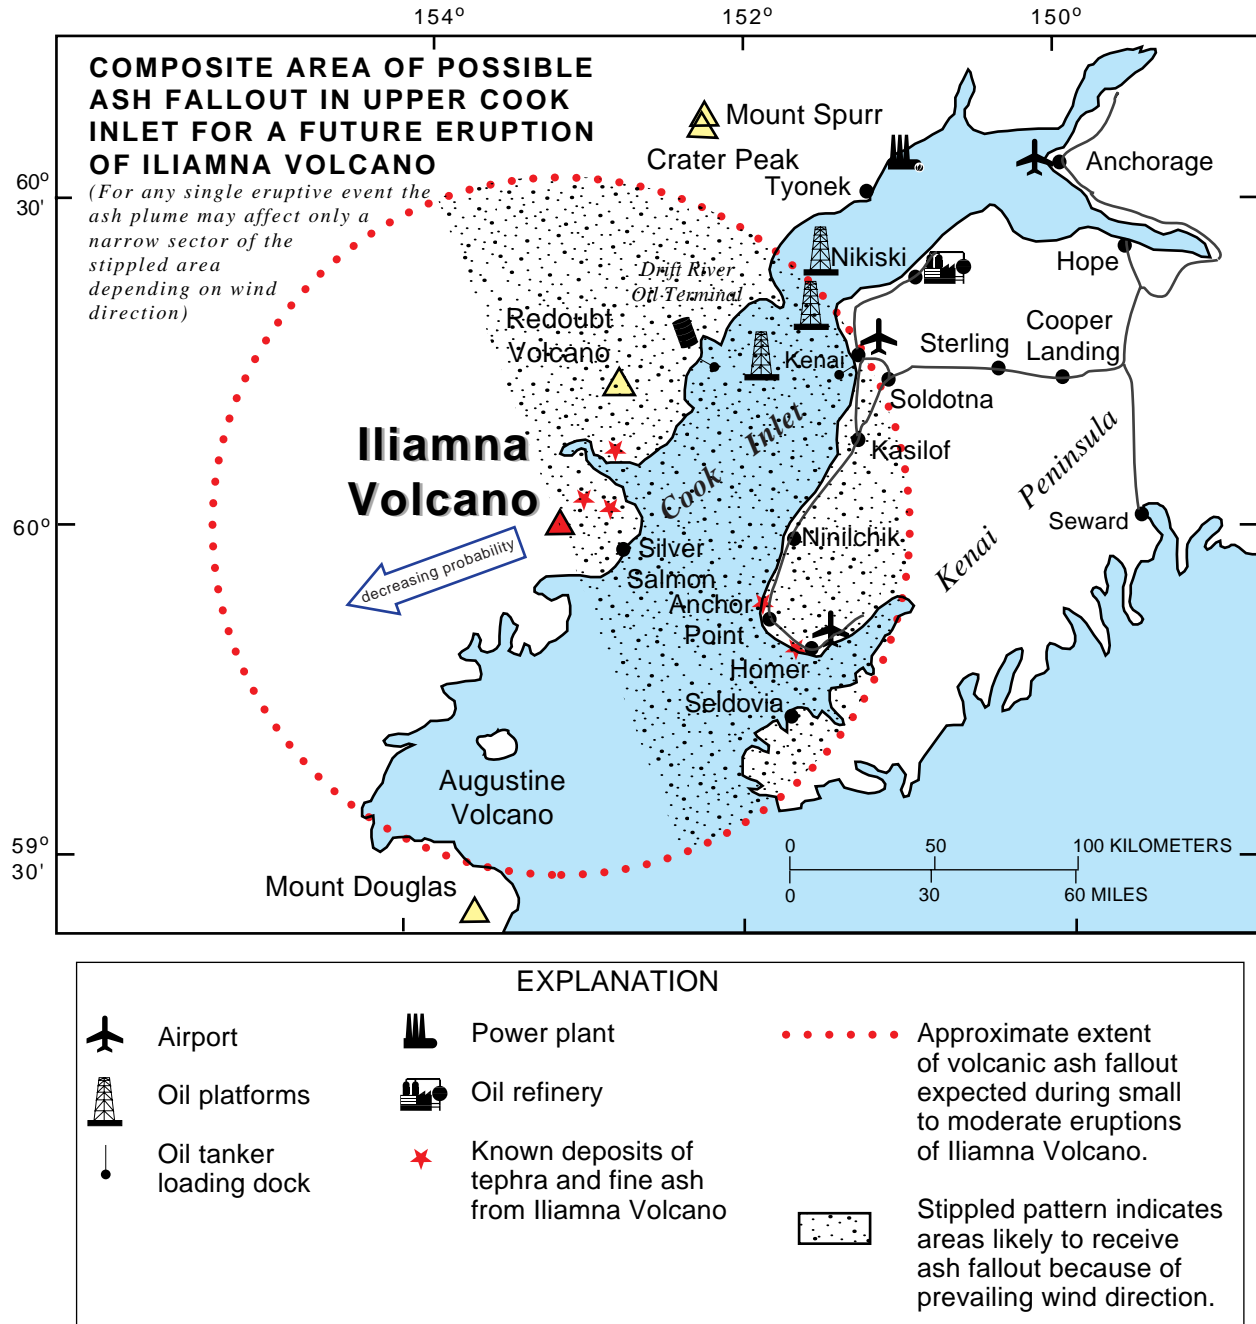 154°
152°
150°
COMPOSITE AREA OF POSSIBLE
ASH FALLOUT IN UPPER COOK
INLET FOR A FUTURE ERUPTION
OF ILIAMNA VOLCANO
(For any single eruptive event the
ash plume may affect only a
narrow sector of the
stippled area
depending on wind
direction)
60°
30'
60°
59°
30'
Mount Spurr
Crater Peak
Tyonek
Anchorage
Nikiski
Hope
Drift River
Oil Terminal
Redoubt
Volcano
Kenai
Sterling
Cooper
Landing
Soldotna
Kasilof
Cook Inlet
Kenai Peninsula
Iliamna
Volcano
decreasing probability
Silver
Salmon
Ninilchik
Seward
Anchor
Point
Homer
Seldovia
Augustine
Volcano
Mount Douglas
0 50 100 KILOMETERS
0 30 60 MILES
EXPLANATION
Airport
Oil platforms
Oil tanker
loading dock
Power plant
Oil refinery
Known deposits of
tephra and fine ash
from Iliamna Volcano
Approximate extent
of volcanic ash fallout
expected during small
to moderate eruptions
of Iliamna Volcano.
Stippled pattern indicates
areas likely to receive
ash fallout because of
prevailing wind direction.